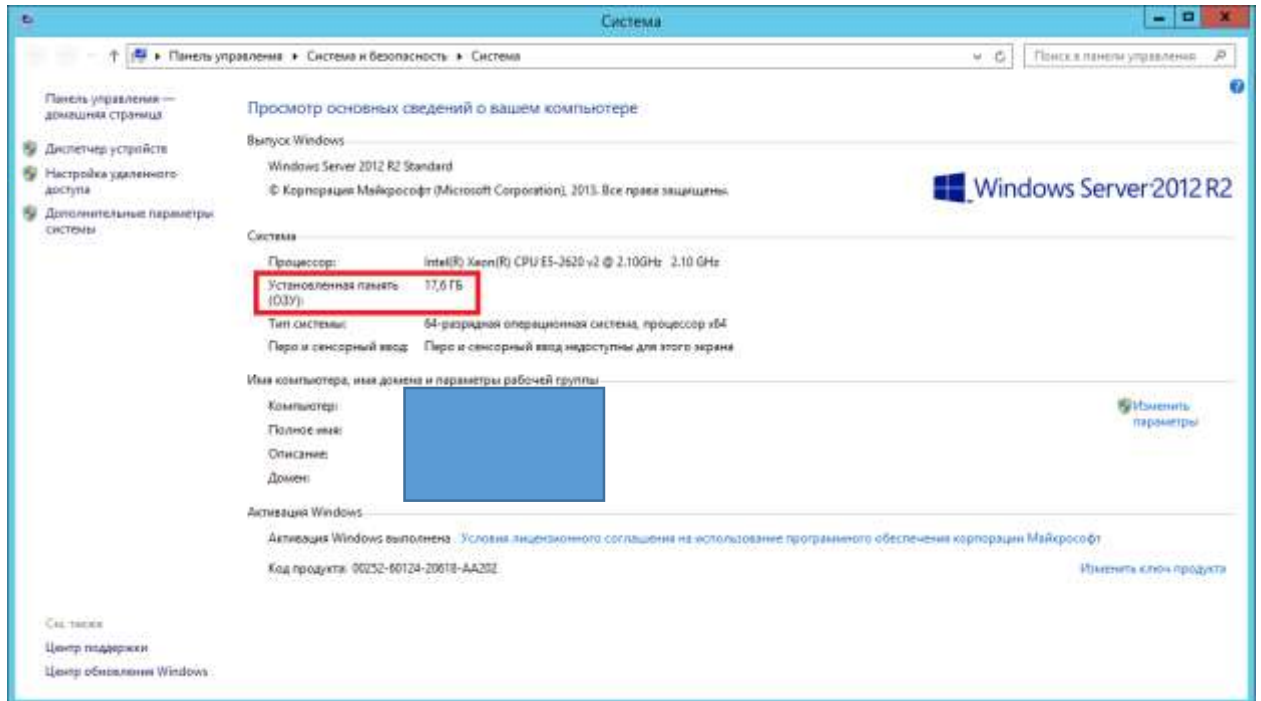 Система
Панель управления ▸ Система и безопасность ▸ Система
Поиск в панели управления
Панель управления —
домашняя страница
Диспетчер устройств
Настройка удаленного
доступа
Дополнительные параметры
системы
Просмотр основных сведений о вашем компьютере
Выпуск Windows
Windows Server 2012 R2 Standard
© Корпорация Майкрософт (Microsoft Corporation), 2013. Все права защищены.
Windows Server 2012 R2
Система
Процессор: Intel(R) Xeon(R) CPU E5-2620 v2 @ 2.10GHz 2.10 GHz
Установленная память 17,6 ГБ
(ОЗУ):
Тип системы: 64-разрядная операционная система, процессор x64
Перо и сенсорный ввод: Перо и сенсорный ввод недоступны для этого экрана
Имя компьютера, имя домена и параметры рабочей группы
Компьютер:
Изменить
параметры
Полное имя:
Описание:
Домен:
Активация Windows
Активация Windows выполнена Условия лицензионного соглашения на использование программного обеспечения корпорации Майкрософт
Код продукта: 00252-60124-20618-AA202
Изменить ключ продукта
См. также
Центр поддержки
Центр обновления Windows